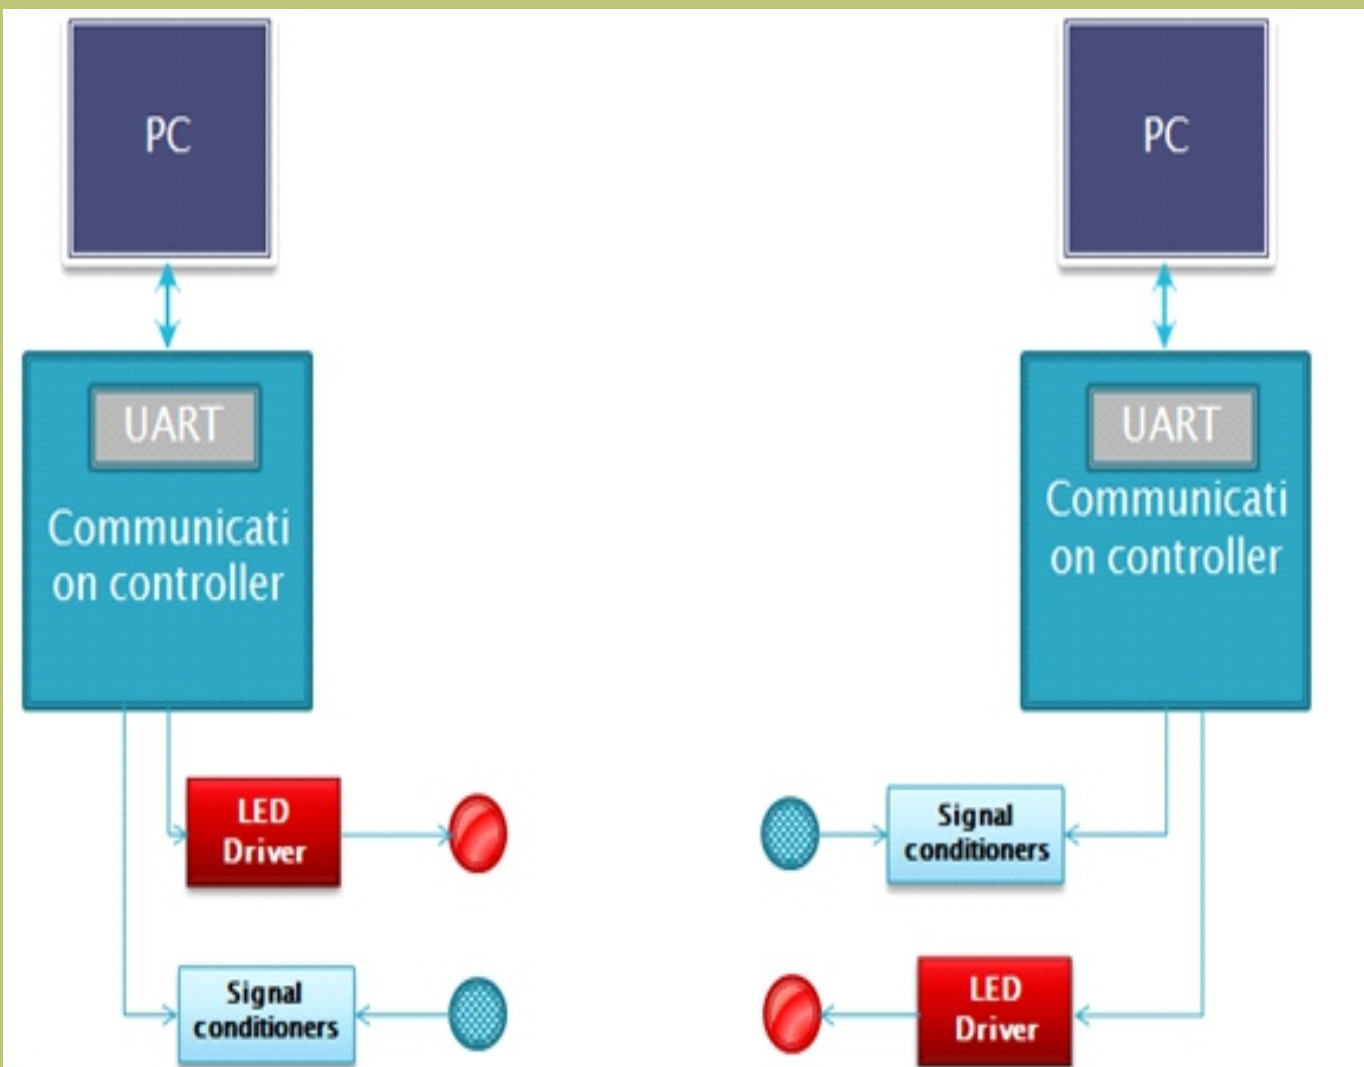 PC
UART
Communicati
on controller
LED
Driver
Signal
conditioners
PC
UART
Communicati
on controller
Signal
conditioners
LED
Driver